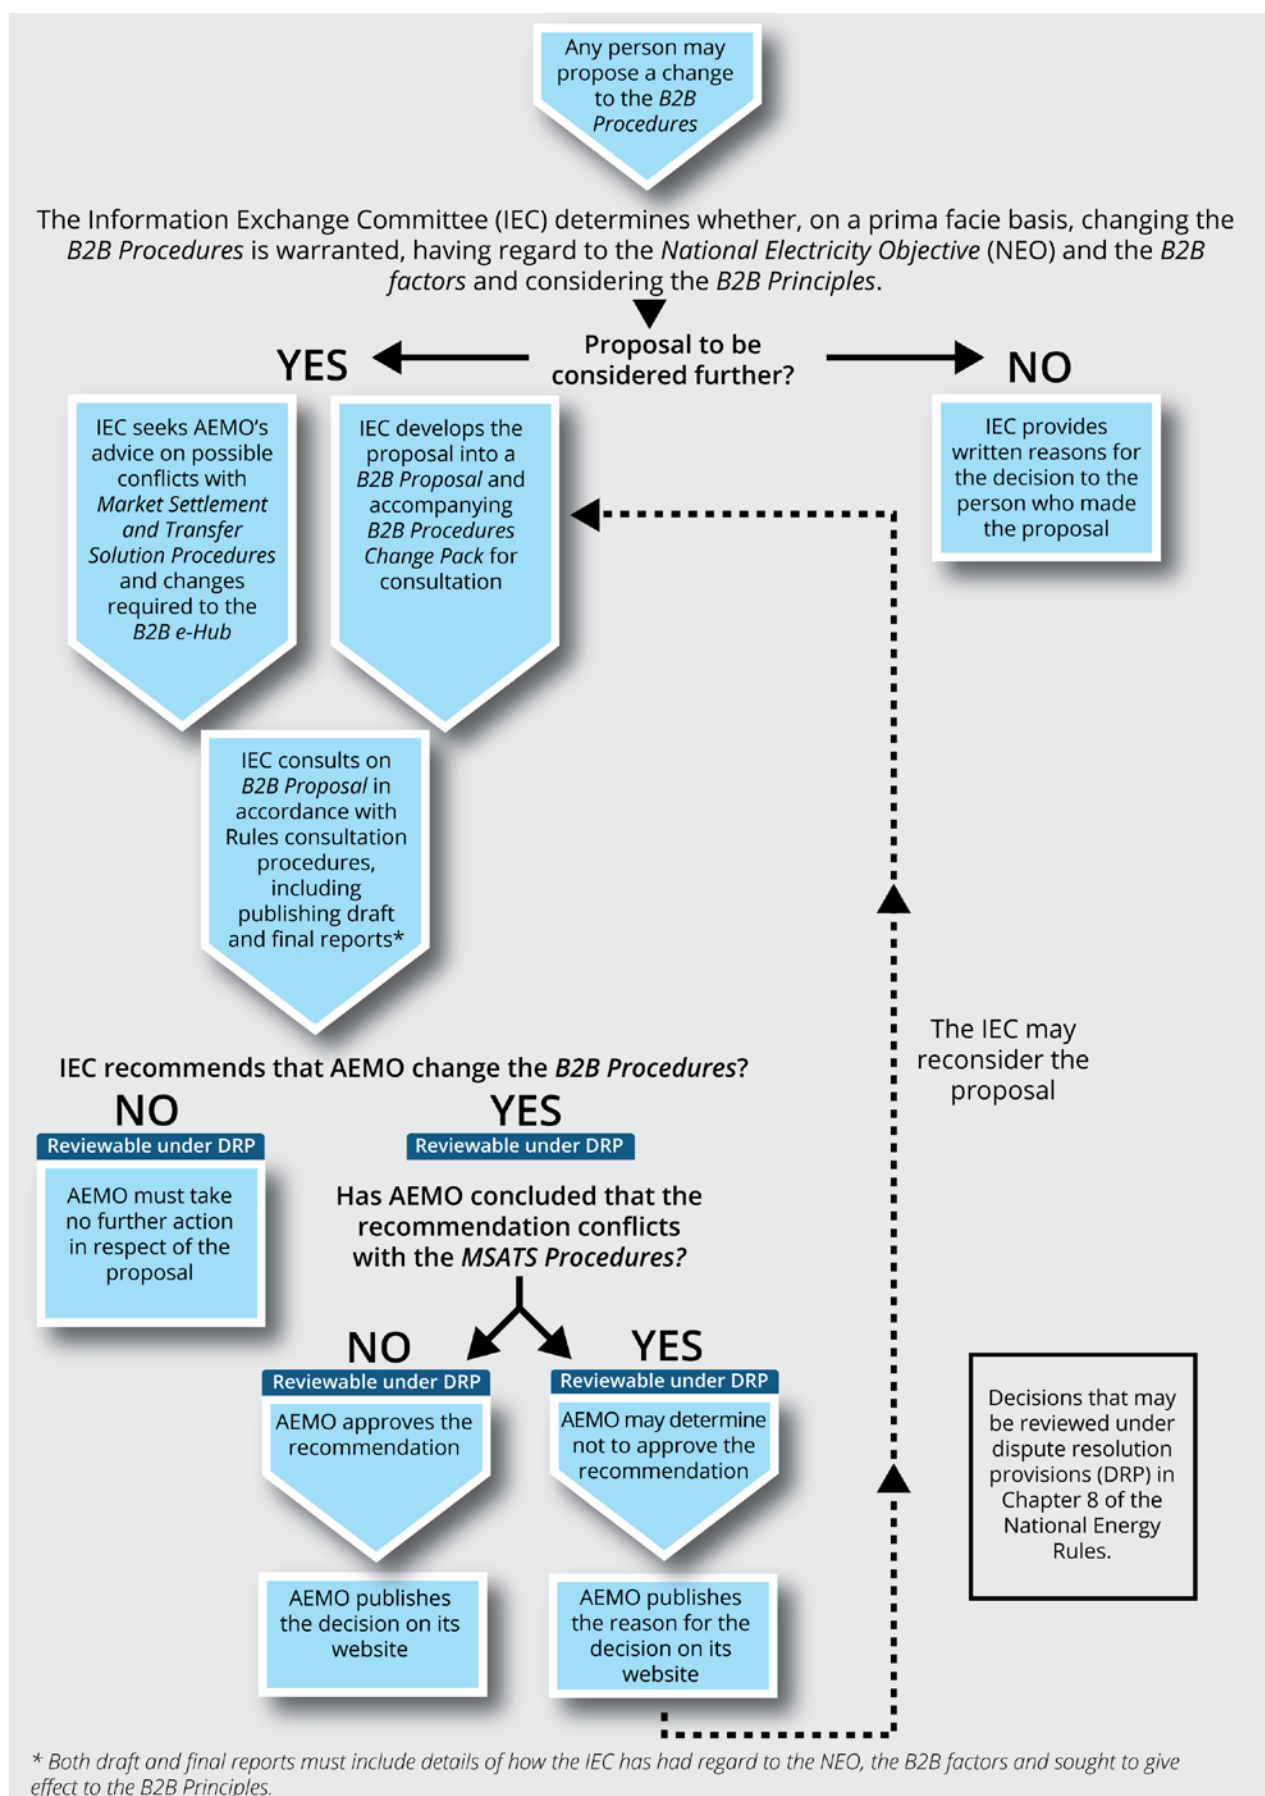 Any person may
propose a change
to the B2B
Procedures
The Information Exchange Committee (IEC) determines whether, on a prima facie basis, changing the
B2B Procedures is warranted, having regard to the National Electricity Objective (NEO) and the B2B
factors and considering the B2B Principles.
Proposal to be
considered further?
YES
NO
IEC seeks AEMO's
advice on possible
conflicts with
Market Settlement
and Transfer
Solution Procedures
and changes
required to the
B2B e-Hub
IEC develops the
proposal into a
B2B Proposal and
accompanying
B2B Procedures
Change Pack for
consultation
IEC provides
written reasons for
the decision to the
person who made
the proposal
IEC consults on
B2B Proposal in
accordance with
Rules consultation
procedures,
including
publishing draft
and final reports*
The IEC may
reconsider the
proposal
IEC recommends that AEMO change the B2B Procedures?
NO
Reviewable under DRP
AEMO must take
no further action
in respect of the
proposal
YES
Reviewable under DRP
Has AEMO concluded that the
recommendation conflicts
with the MSATS Procedures?
NO
Reviewable under DRP
AEMO approves the
recommendation
AEMO publishes
the decision on its
website
YES
Reviewable under DRP
AEMO may determine
not to approve the
recommendation
AEMO publishes
the reason for the
decision on its
website
Decisions that may
be reviewed under
dispute resolution
provisions (DRP) in
Chapter 8 of the
National Energy
Rules.
* Both draft and final reports must include details of how the IEC has had regard to the NEO, the B2B factors and sought to give
effect to the B2B Principles.